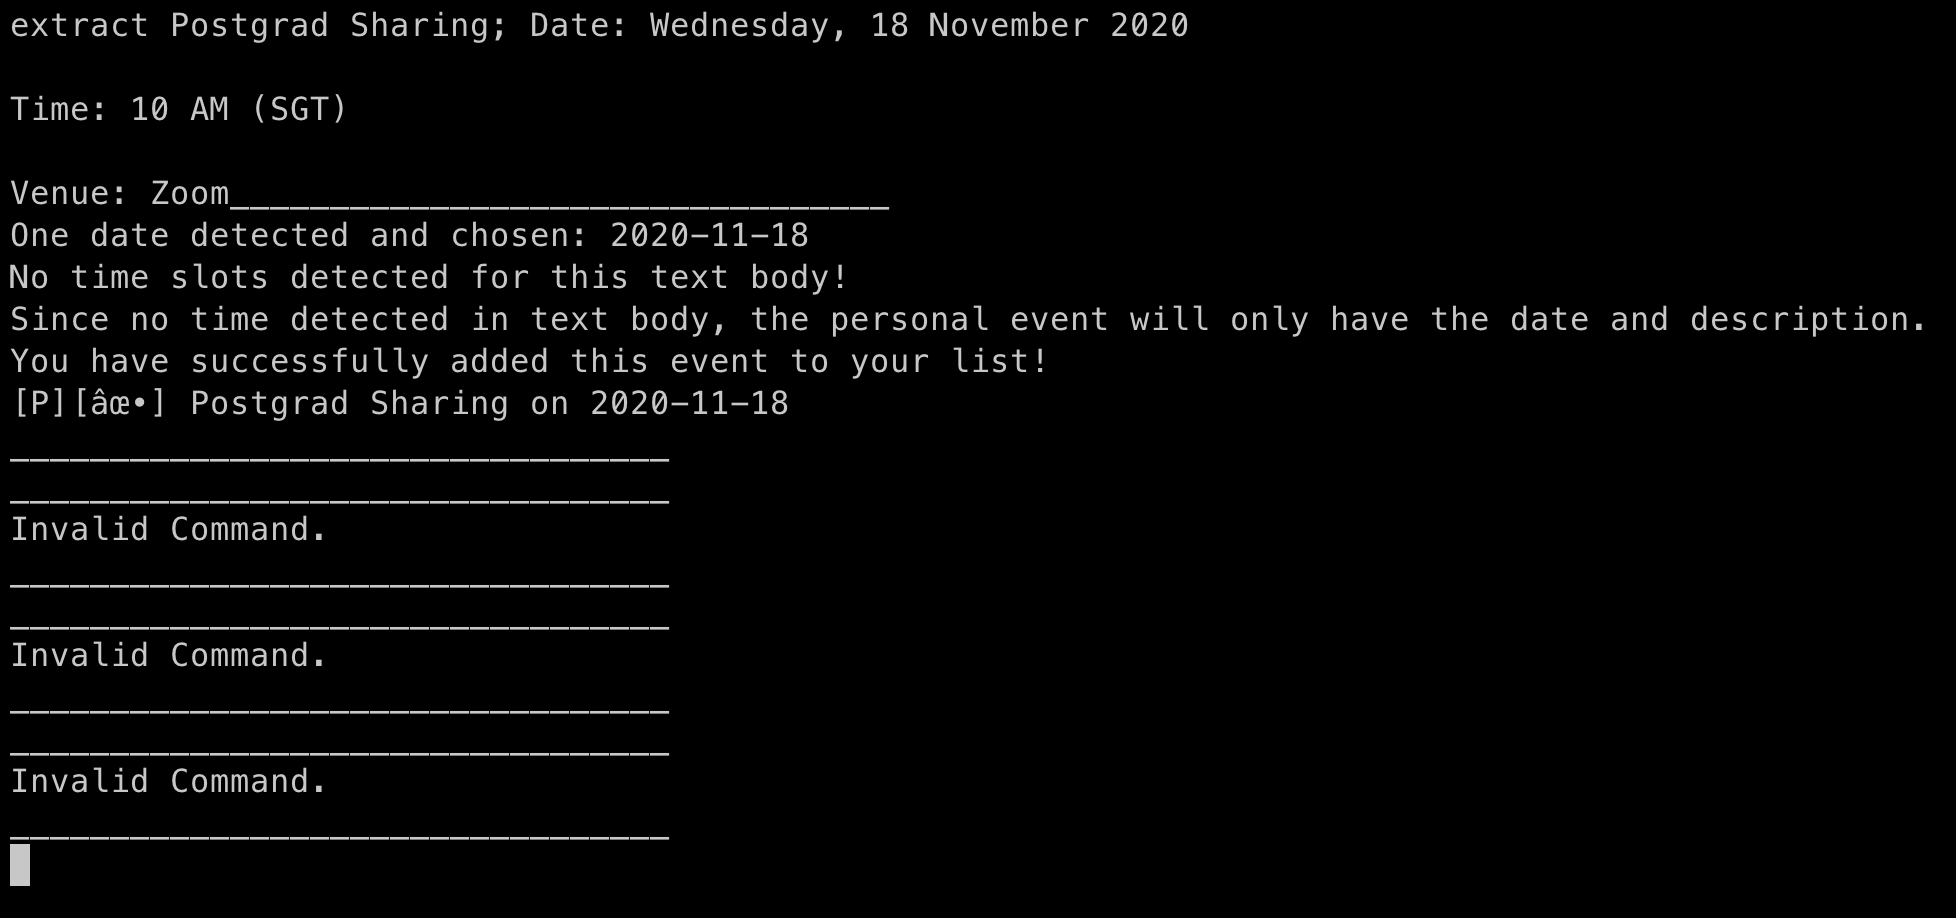 extract Postgrad Sharing; Date: Wednesday, 18 November 2020
Time: 10 AM (SGT)
Venue: Zoom_________________________________
One date detected and chosen: 2020-11-18
No time slots detected for this text body!
Since no time detected in text body, the personal event will only have the date and description.
You have successfully added this event to your list!
[P][âœ•] Postgrad Sharing on 2020-11-18
_________________________________
_________________________________
Invalid Command.
_________________________________
_________________________________
Invalid Command.
_________________________________
_________________________________
Invalid Command.
_________________________________